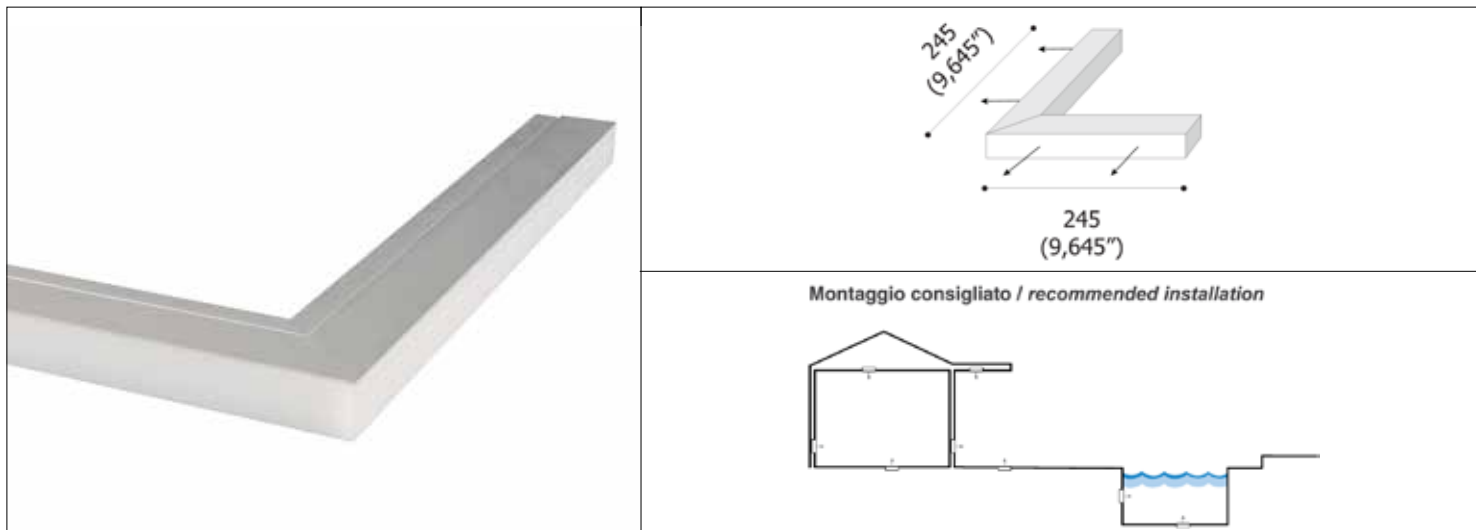 245
(9,645”)
245
(9,645”)
Montaggio consigliato / recommended installation